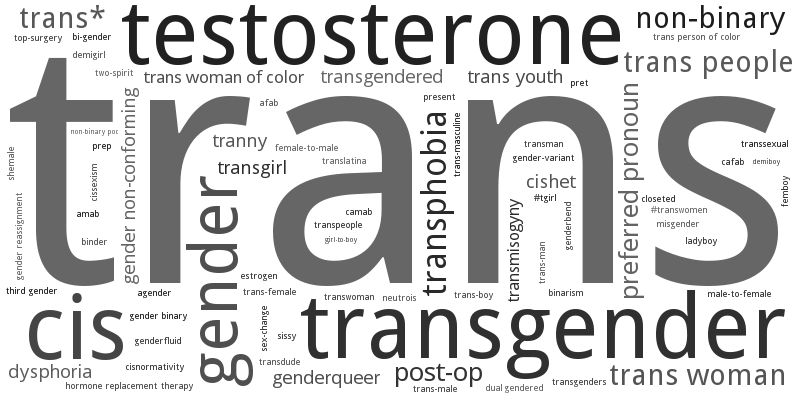 trans*
testosterone
non-binary
top-surgery
bi-gender
trans person of color
demigirl
trans people
two-spirit
trans woman of color
transgendered
trans youth
pret
trans
gender non-conforming
afab
present
preferred pronoun
non-binary poc
prep
tranny
female-to-male
transphobia
trans-masculine
transman
transsexual
shemale
cissexism
transgirl
translatina
gender-variant
cafab
demiboy
cishet
femboy
gender reassignment
amab
gender
camab
transpeople
#tgirl
closeted
#transwomen
transmisogyny
genderbend
misgender
binder
girl-to-boy
trans-man
ladyboy
estrogen
third gender
agender
trans-female
transwoman
neutrois
trans-boy
binarism
male-to-female
cis
gender binary
sex-change
transgender
genderfluid
sissy
cisnormativity
transdude
dysphoria
genderqueer
post-op
transgenders
trans woman
hormone replacement therapy
trans-male
dual gendered